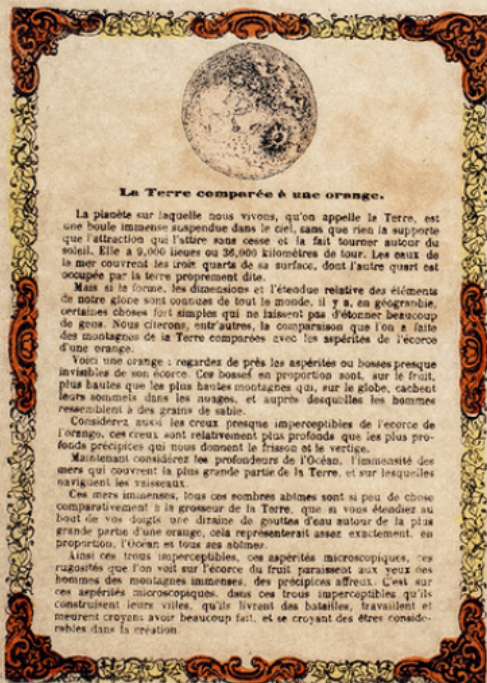 La Terre comparée à une orange.
La planète sur laquelle nous vivons, qu'on appelle la Terre, est
une boule immense suspendue dans le ciel, sans que rien la supporte
que l'attraction qui l'attire sans cesse et la fait tourner autour du
soleil. Elle a 9,000 lieues ou 36,000 kilomètres de tour. Les eaux de
la mer couvrent les trois quarts de sa surface, dont l'autre quart est
occupée par la terre proprement dite.
Mais si la forme, les dimensions et l'étendue relative des éléments
de notre globe sont connues de tout le monde, il y a, en géographie,
certaines choses fort simples qui ne laissent pas d'étonner beaucoup
de gens. Nous citerons, entr'autres, la comparaison que l'on a faite
des montagnes de la Terre comparées avec les aspérités de l'écorce
d'une orange.
Voici une orange : regardez de près les aspérités ou bosses presque
invisibles de son écorce. Ces bosses en proportion sont, sur le fruit,
plus hautes que les plus hautes montagnes qui, sur le globe, cachent
leurs sommets dans les nuages, et auprès desquelles les hommes
ressemblent à des grains de sable.
Considérez aussi les creux presque imperceptibles de l'écorce de
l'orange, ces creux sont relativement plus profonds que les plus pro-
fonds précipices qui nous donnent le frisson et le vertige.
Maintenant considérez les profondeurs de l'Océan, l'immensité des
mers qui couvrent la plus grande partie de la Terre, et sur lesquelles
naviguent les vaisseaux.
Ces mers immenses, tous ces sombres abîmes sont si peu de chose
comparativement à la grosseur de la Terre, que si vous étendiez au
bout de vos doigts une dizaine de gouttes d'eau autour de la plus
grande partie d'une orange, cela représenterait assez exactement, en
proportion, l'Océan et tous ses abîmes.
Ainsi ces trous imperceptibles, ces aspérités microscopiques, ces
rugosités que l'on voit sur l'écorce du fruit paraissent aux yeux des
hommes des montagnes immenses, des précipices affreux. C'est sur
ces aspérités microscopiques, dans ces trous imperceptibles qu'ils
construisent leurs villes, qu'ils livrent des batailles, travaillent et
meurent croyant avoir beaucoup fait, et se croyant des êtres considé-
rables dans la création.